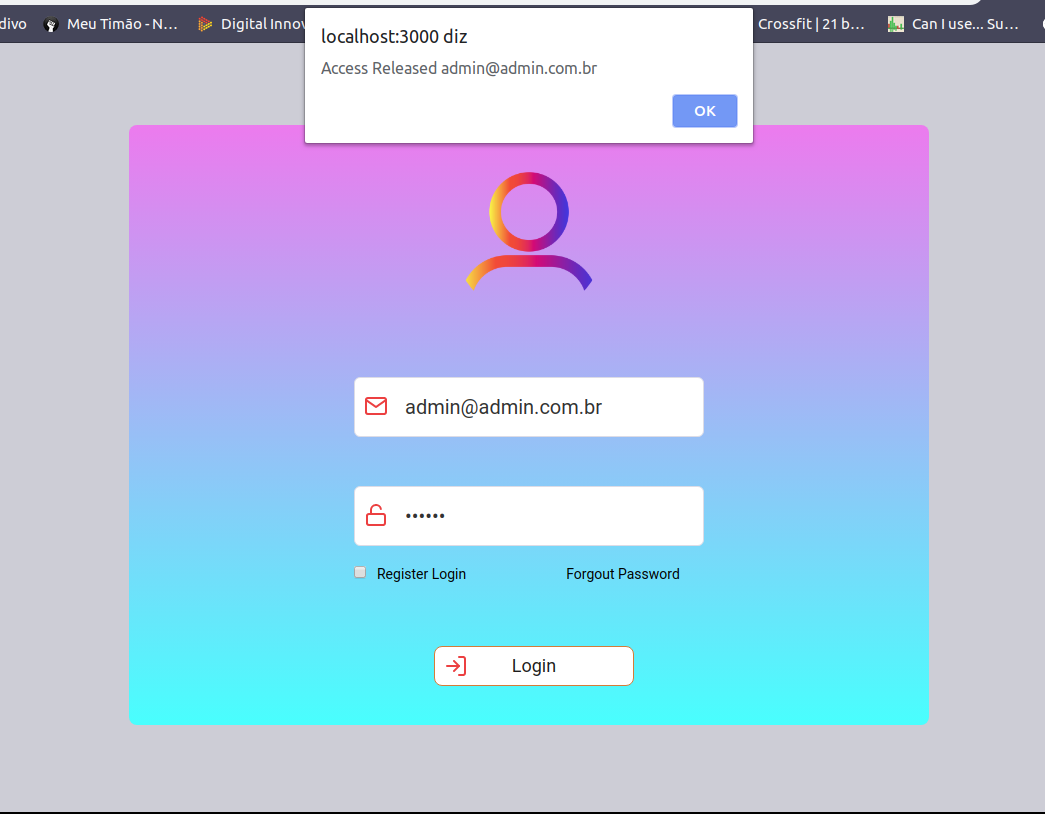 divo Meu Timão - N… Digital Innov Crossfit | 21 b… Can I use... Su…
localhost:3000 diz
Access Released admin@admin.com.br
OK
admin@admin.com.br
••••••
Register Login Forgout Password
Login